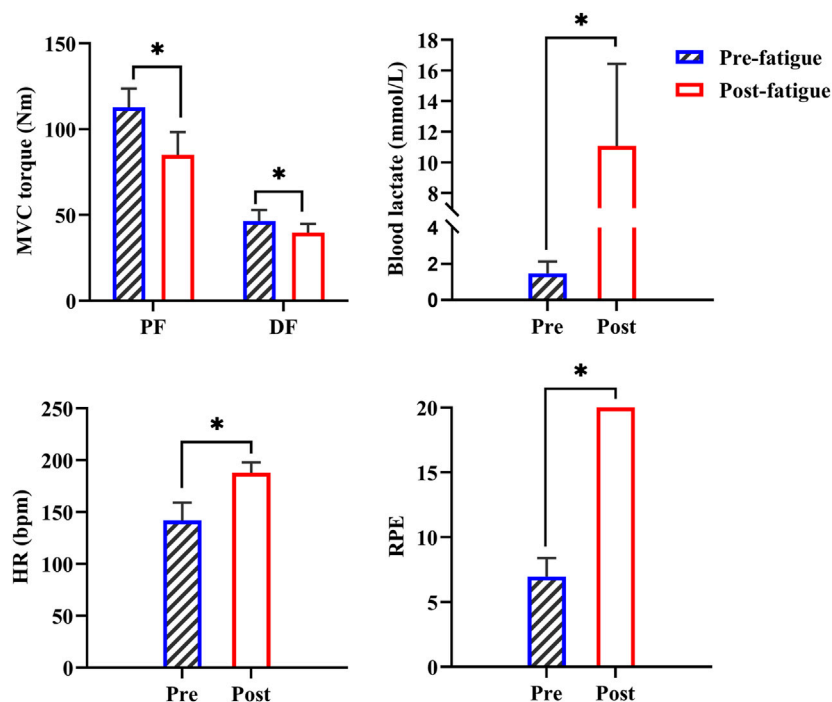 MVC torque (Nm)
150
100
50
0
*
*
PF
DF
Blood lactate (mmol/L)
18
16
14
12
10
8
4
2
0
*
Pre
Post
Pre-fatigue
Post-fatigue
HR (bpm)
250
200
150
100
50
0
*
Pre
Post
RPE
20
15
10
5
0
*
Pre
Post